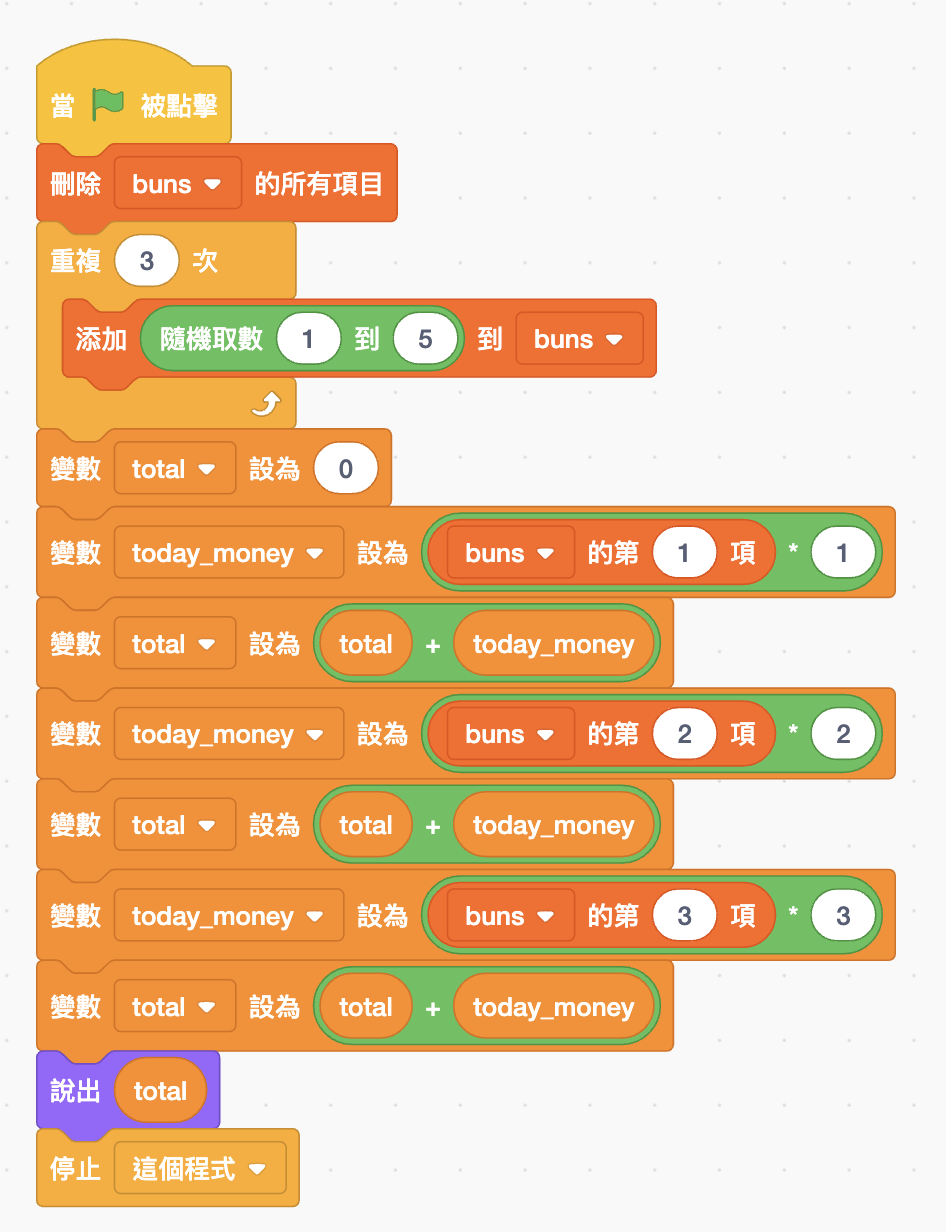 當 被點擊
刪除 buns 的所有項目
重複 3 次
添加 隨機取數 1 到 5 到 buns
變數 total 設為 0
變數 today_money 設為 buns 的第 1 項 * 1
變數 total 設為 total + today_money
變數 today_money 設為 buns 的第 2 項 * 2
變數 total 設為 total + today_money
變數 today_money 設為 buns 的第 3 項 * 3
變數 total 設為 total + today_money
說出 total
停止 這個程式